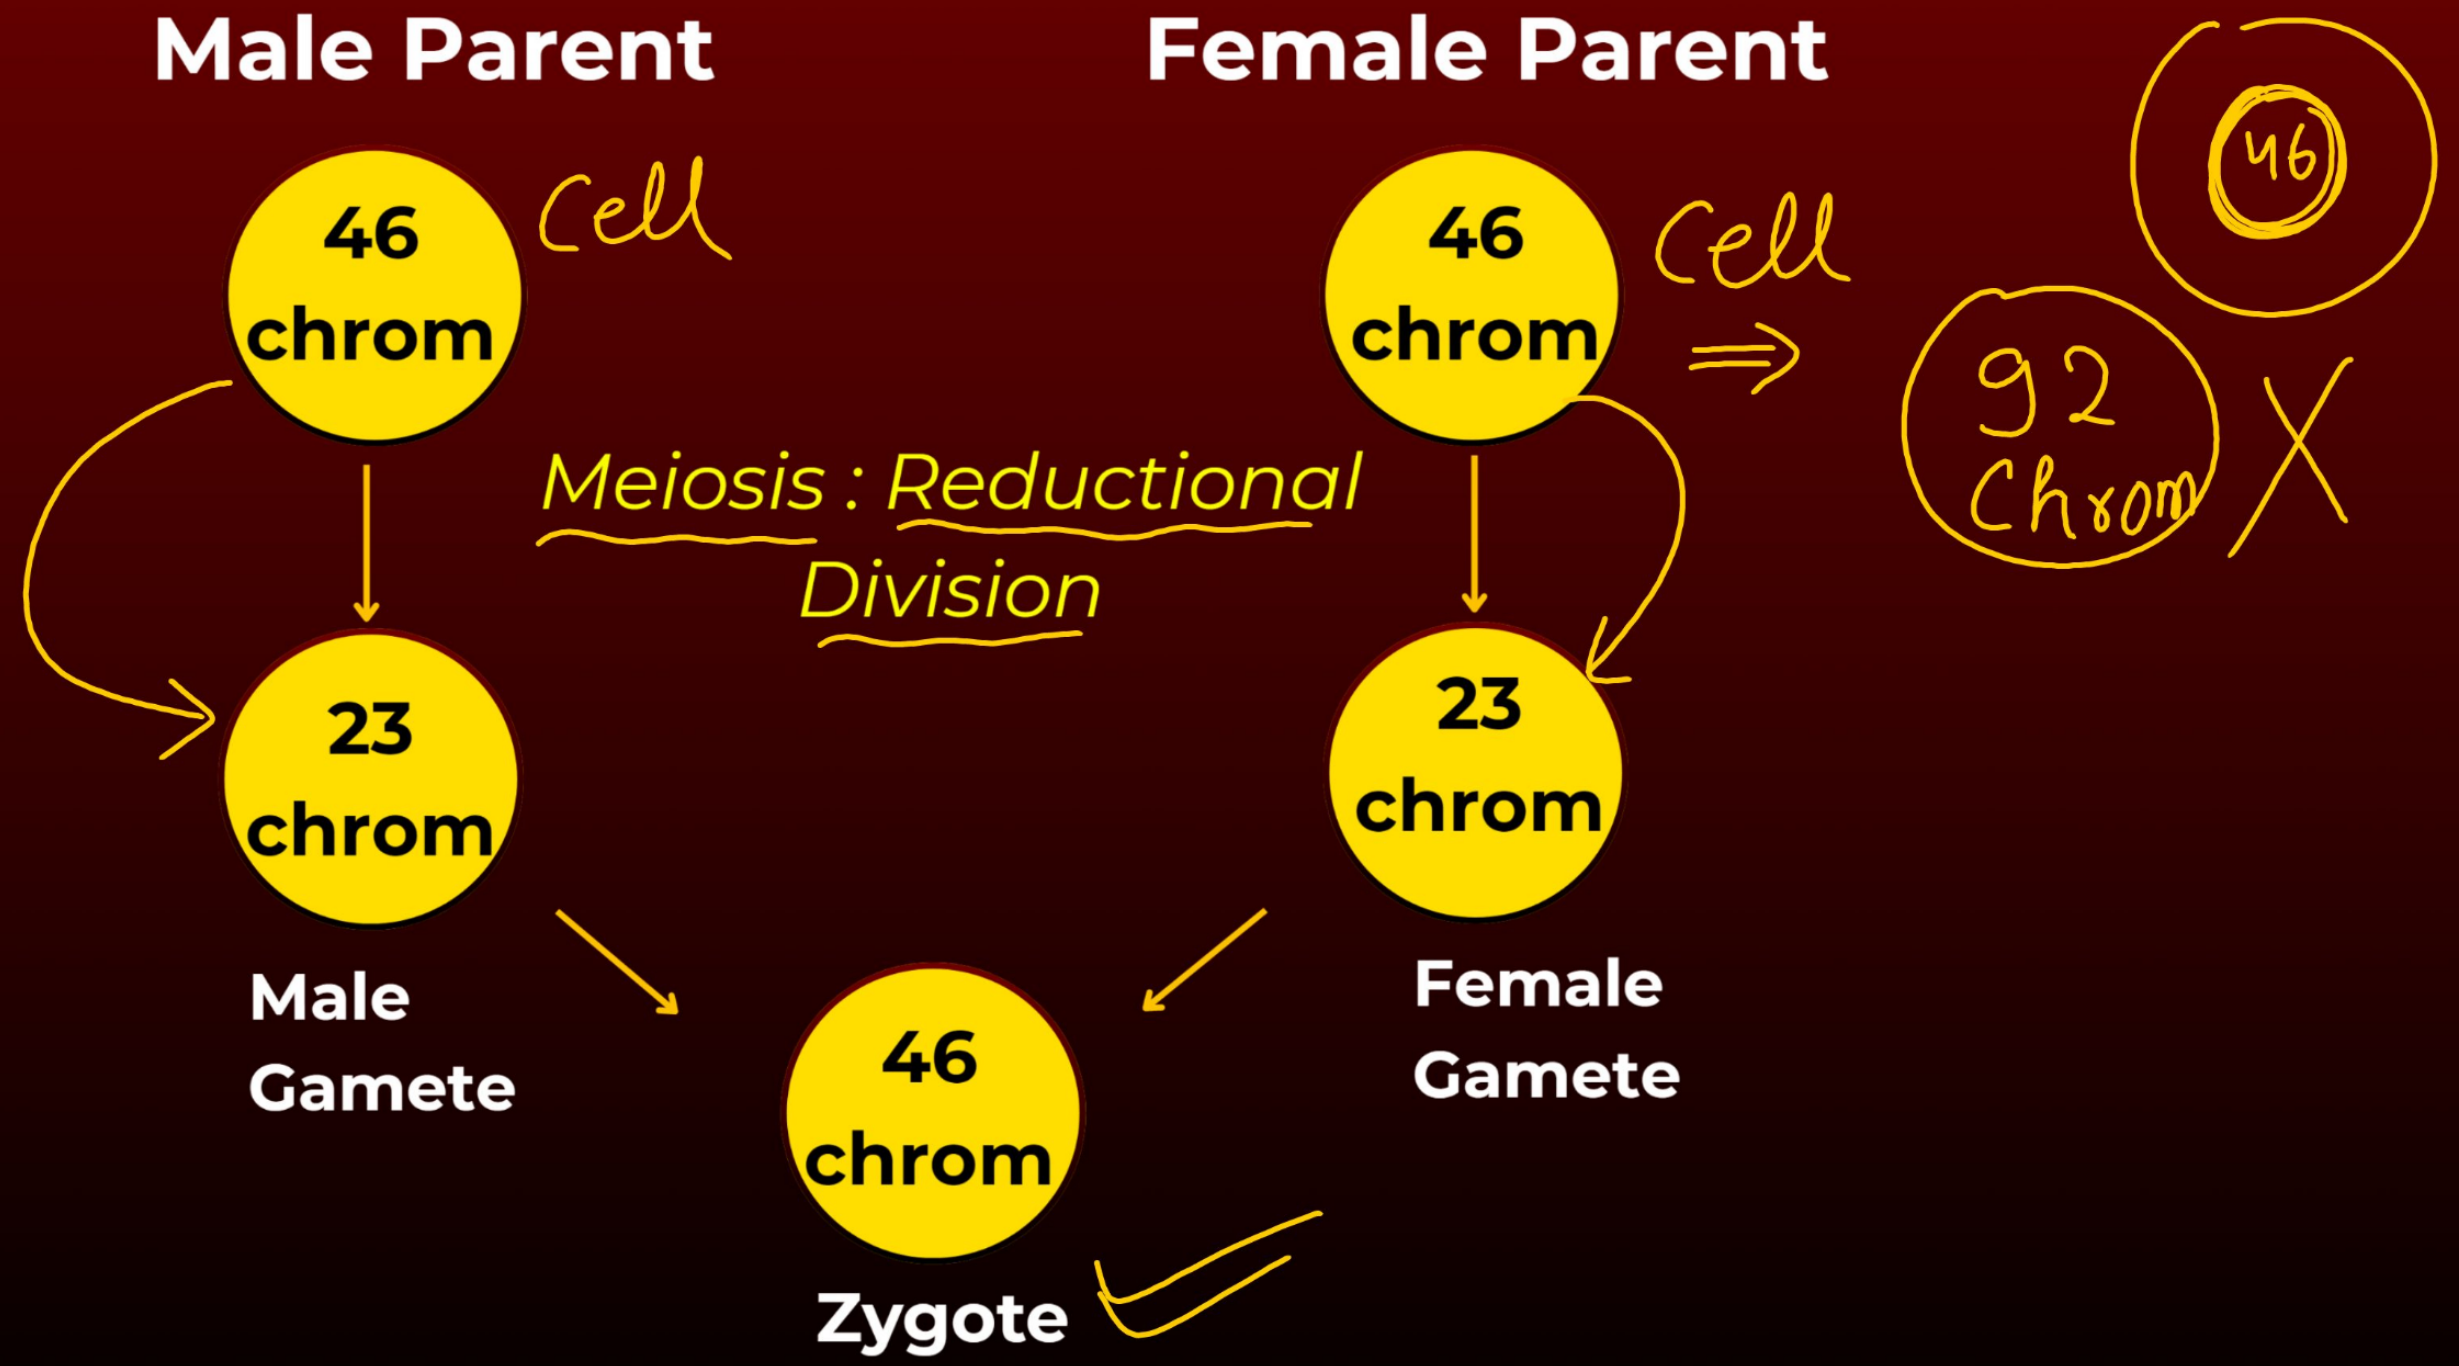 Male Parent
Female Parent
46
chrom
Cell
46
chrom
Cell
46
⇒
92
Chrom
X
Meiosis : Reductional
Division
23
chrom
23
chrom
Male
Gamete
Female
Gamete
46
chrom
Zygote